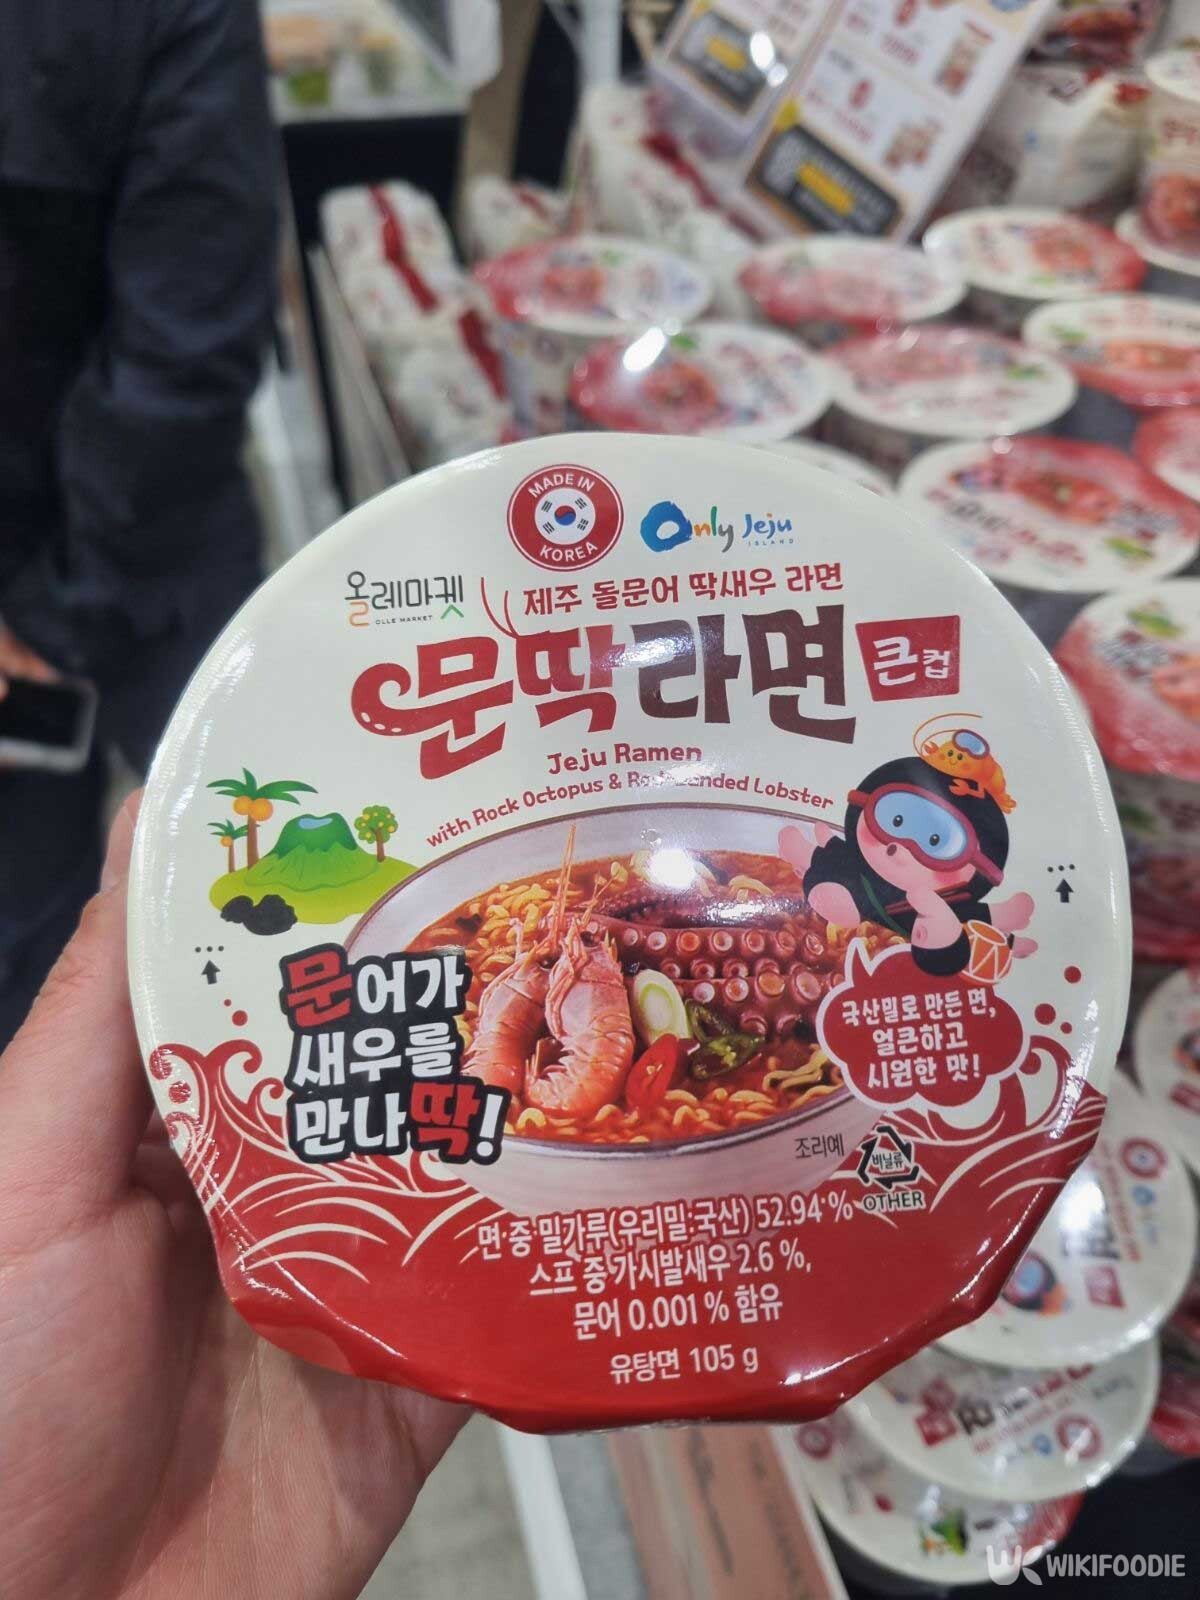 MADE IN
KOREA
Only Jeju
ISLAND
올레마켓
OLLE MARKET
제주 돌문어 딱새우 라면
문딱라면 큰컵
Jeju Ramen
with Rock Octopus & Red-banded Lobster
문어가
새우를
만나딱!
국산밀로 만든 면,
얼큰하고
시원한 맛!
조리예
비닐류
OTHER
면 중 밀가루(우리밀:국산) 52.94 %
스프 중 가시발새우 2.6 %,
문어 0.001 % 함유
유탕면 105 g
WIKIFOODIE